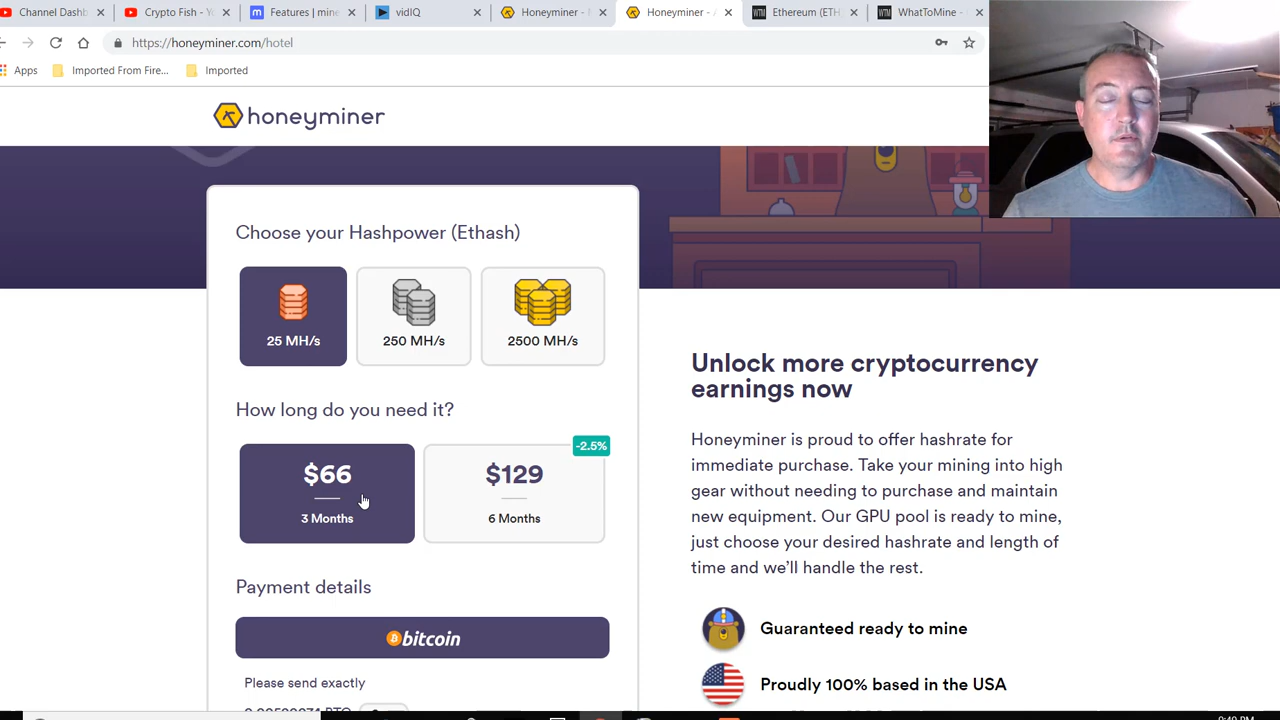 Channel Dashb
Crypto Fish - Y
Features | mine
vidIQ
Honeyminer -
Honeyminer - A
Ethereum (ETH
WhatToMine -
https://honeyminer.com/hotel
Apps
Imported From Fire...
Imported
honeyminer
Choose your Hashpower (Ethash)
25 MH/s
250 MH/s
2500 MH/s
How long do you need it?
-2.5%
$66
3 Months
$129
6 Months
Payment details
bitcoin
Please send exactly
Unlock more cryptocurrency
earnings now
Honeyminer is proud to offer hashrate for
immediate purchase. Take your mining into high
gear without needing to purchase and maintain
new equipment. Our GPU pool is ready to mine,
just choose your desired hashrate and length of
time and we'll handle the rest.
Guaranteed ready to mine
Proudly 100% based in the USA